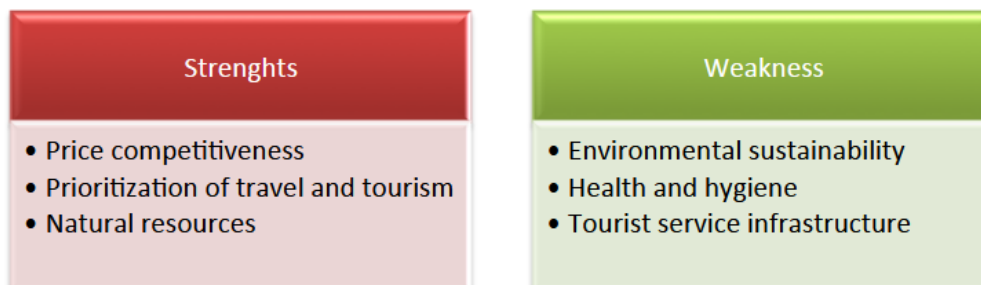 Strenghts
• Price competitiveness
• Prioritization of travel and tourism
• Natural resources
Weakness
• Environmental sustainability
• Health and hygiene
• Tourist service infrastructure